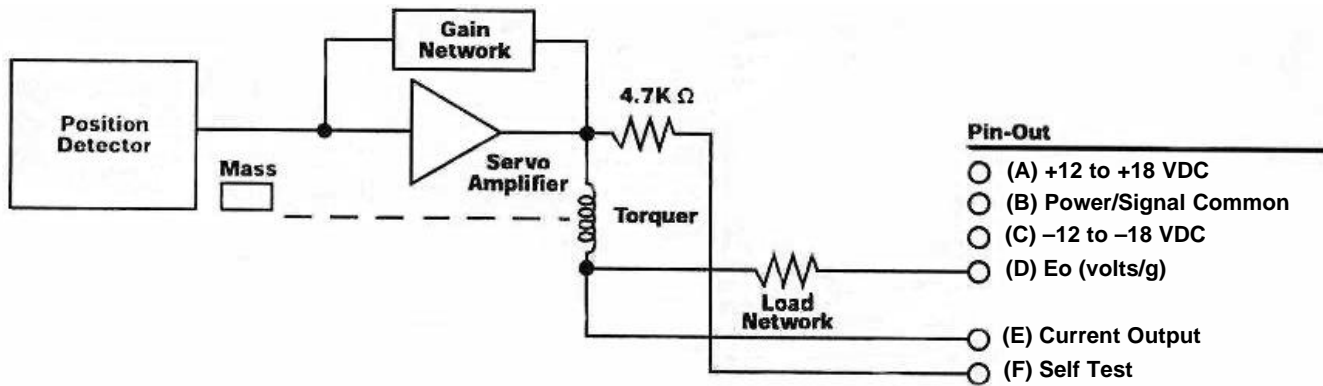 Gain
Network
4.7K Ω
Position
Detector
Mass
Servo
Amplifier
Torquer
Load
Network
Pin-Out
(A) +12 to +18 VDC
(B) Power/Signal Common
(C) –12 to –18 VDC
(D) Eo (volts/g)
(E) Current Output
(F) Self Test